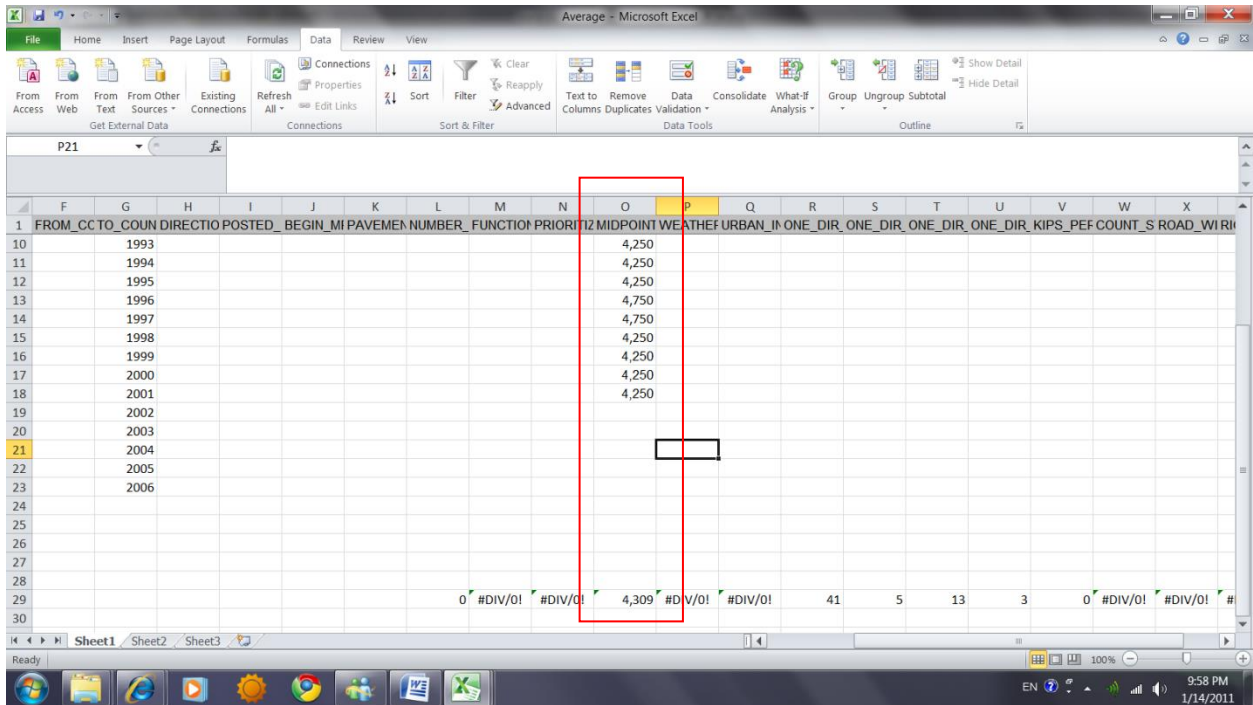 Average - Microsoft Excel
File Home Insert Page Layout Formulas Data Review View
From Access From Web From Text From Other Sources Existing Connections Refresh All Connections Properties Edit Links Sort Filter Clear Reapply Advanced Text to Columns Remove Duplicates Data Validation Consolidate What-If Analysis Group Ungroup Subtotal Show Detail Hide Detail
Get External Data Connections Sort & Filter Data Tools Outline
P21 fx
F G H I J K L M N O P Q R S T U V W X
1 FROM_CC TO_COUN DIRECTIO POSTED_ BEGIN_MI PAVEMEN NUMBER_ FUNCTION PRIORITIZ MIDPOINT WEATHER URBAN_IN ONE_DIR_ ONE_DIR_ ONE_DIR_ ONE_DIR_ KIPS_PER COUNT_S ROAD_WI RI
10 1993 4,250
11 1994 4,250
12 1995 4,250
13 1996 4,750
14 1997 4,750
15 1998 4,250
16 1999 4,250
17 2000 4,250
18 2001 4,250
19 2002
20 2003
21 2004
22 2005
23 2006
24
25
26
27
28
29 0 #DIV/0! #DIV/0! 4,309 #DIV/0! #DIV/0! 41 5 13 3 0 #DIV/0! #DIV/0! #
30
Sheet1 Sheet2 Sheet3
Ready 100%
EN 9:58 PM
1/14/2011